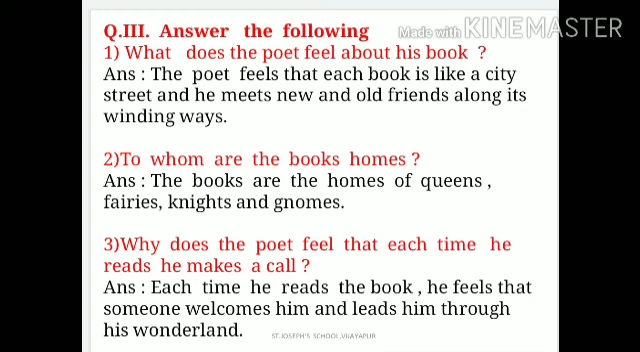 Q.III. Answer the following
Made with KINEMASTER
1) What does the poet feel about his book ?
Ans : The poet feels that each book is like a city
street and he meets new and old friends along its
winding ways.
2)To whom are the books homes ?
Ans : The books are the homes of queens ,
fairies, knights and gnomes.
3)Why does the poet feel that each time he
reads he makes a call ?
Ans : Each time he reads the book , he feels that
someone welcomes him and leads him through
his wonderland.
ST.JOSEPH'S SCHOOL,VIJAYAPUR